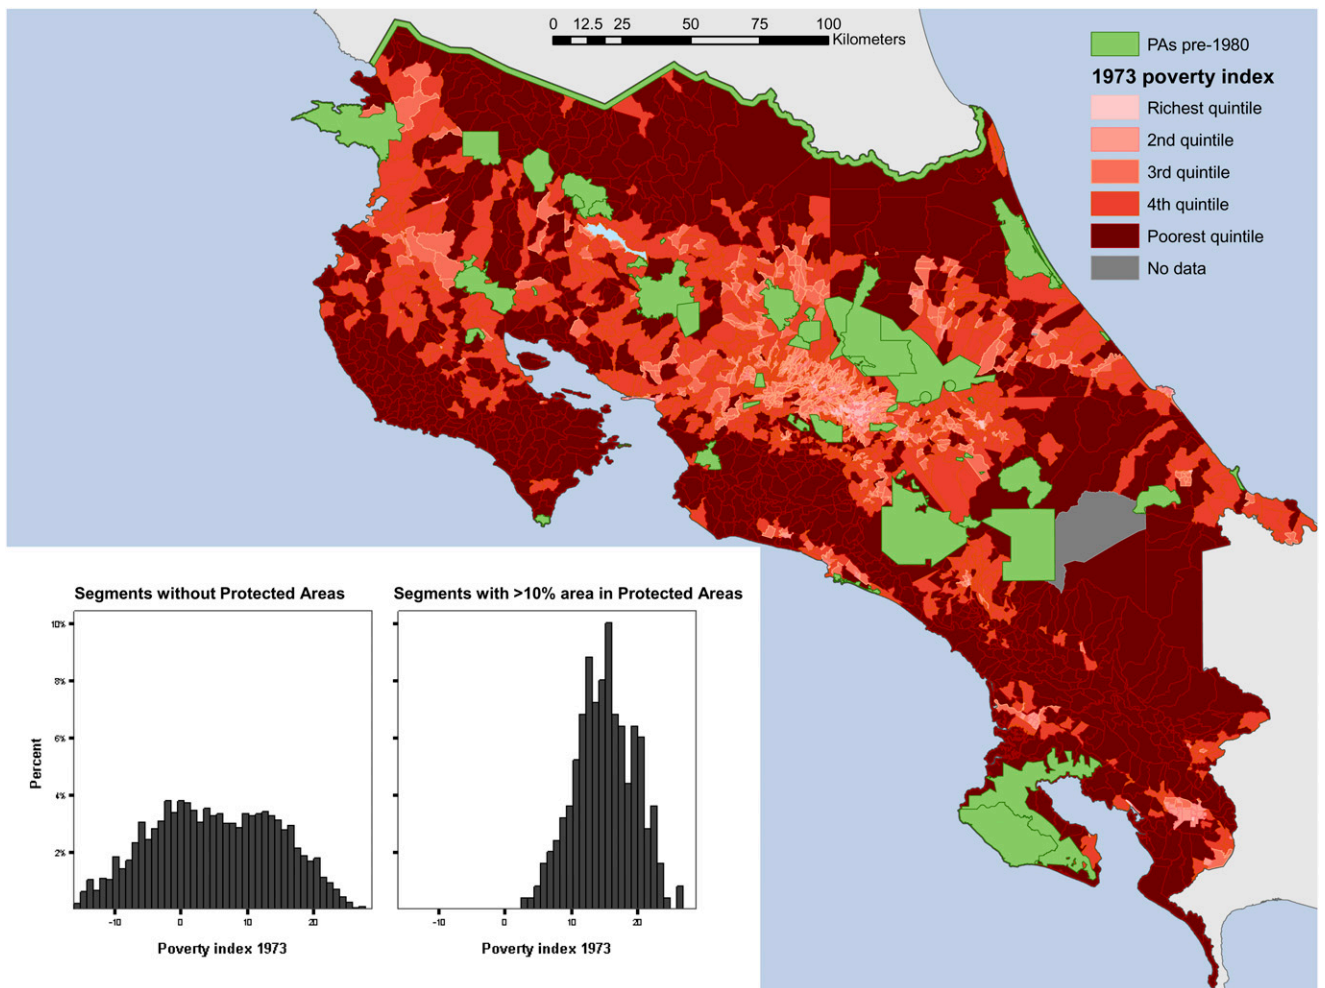 0 12.5 25 50 75 100
Kilometers
PAs pre-1980
1973 poverty index
Richest quintile
2nd quintile
3rd quintile
4th quintile
Poorest quintile
No data
Segments without Protected Areas
Segments with >10% area in Protected Areas
10%
8%
6%
4%
2%
Percent
-10 0 10 20
-10 0 10 20
Poverty index 1973
Poverty index 1973